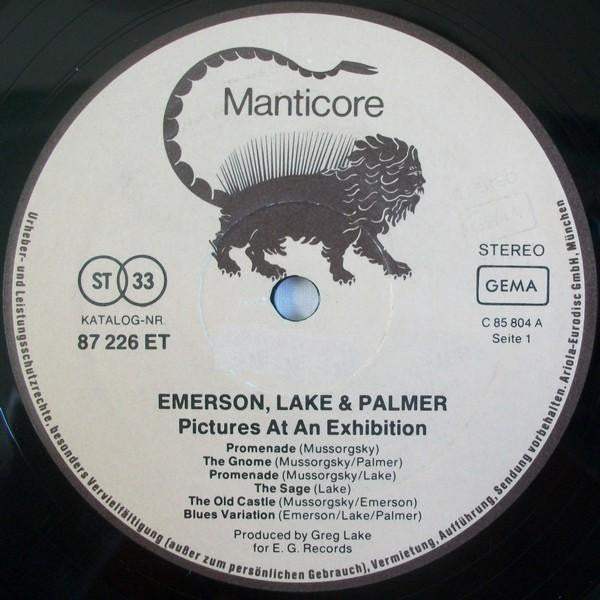 Manticore
ST 33
KATALOG-NR.
87 226 ET
STEREO
GEMA
C 85 804 A
Seite 1
EMERSON, LAKE & PALMER
Pictures At An Exhibition
Promenade (Mussorgsky)
The Gnome (Mussorgsky/Palmer)
Promenade (Mussorgsky/Lake)
The Sage (Lake)
The Old Castle (Mussorgsky/Emerson)
Blues Variation (Emerson/Lake/Palmer)
Produced by Greg Lake
for E. G. Records
Urheber- und Leistungsschutzrechte, besonders Vervielfältigung (außer zum persönlichen Gebrauch), Vermietung, Aufführung, Sendung vorbehalten. Ariola-Eurodisc GmbH, München